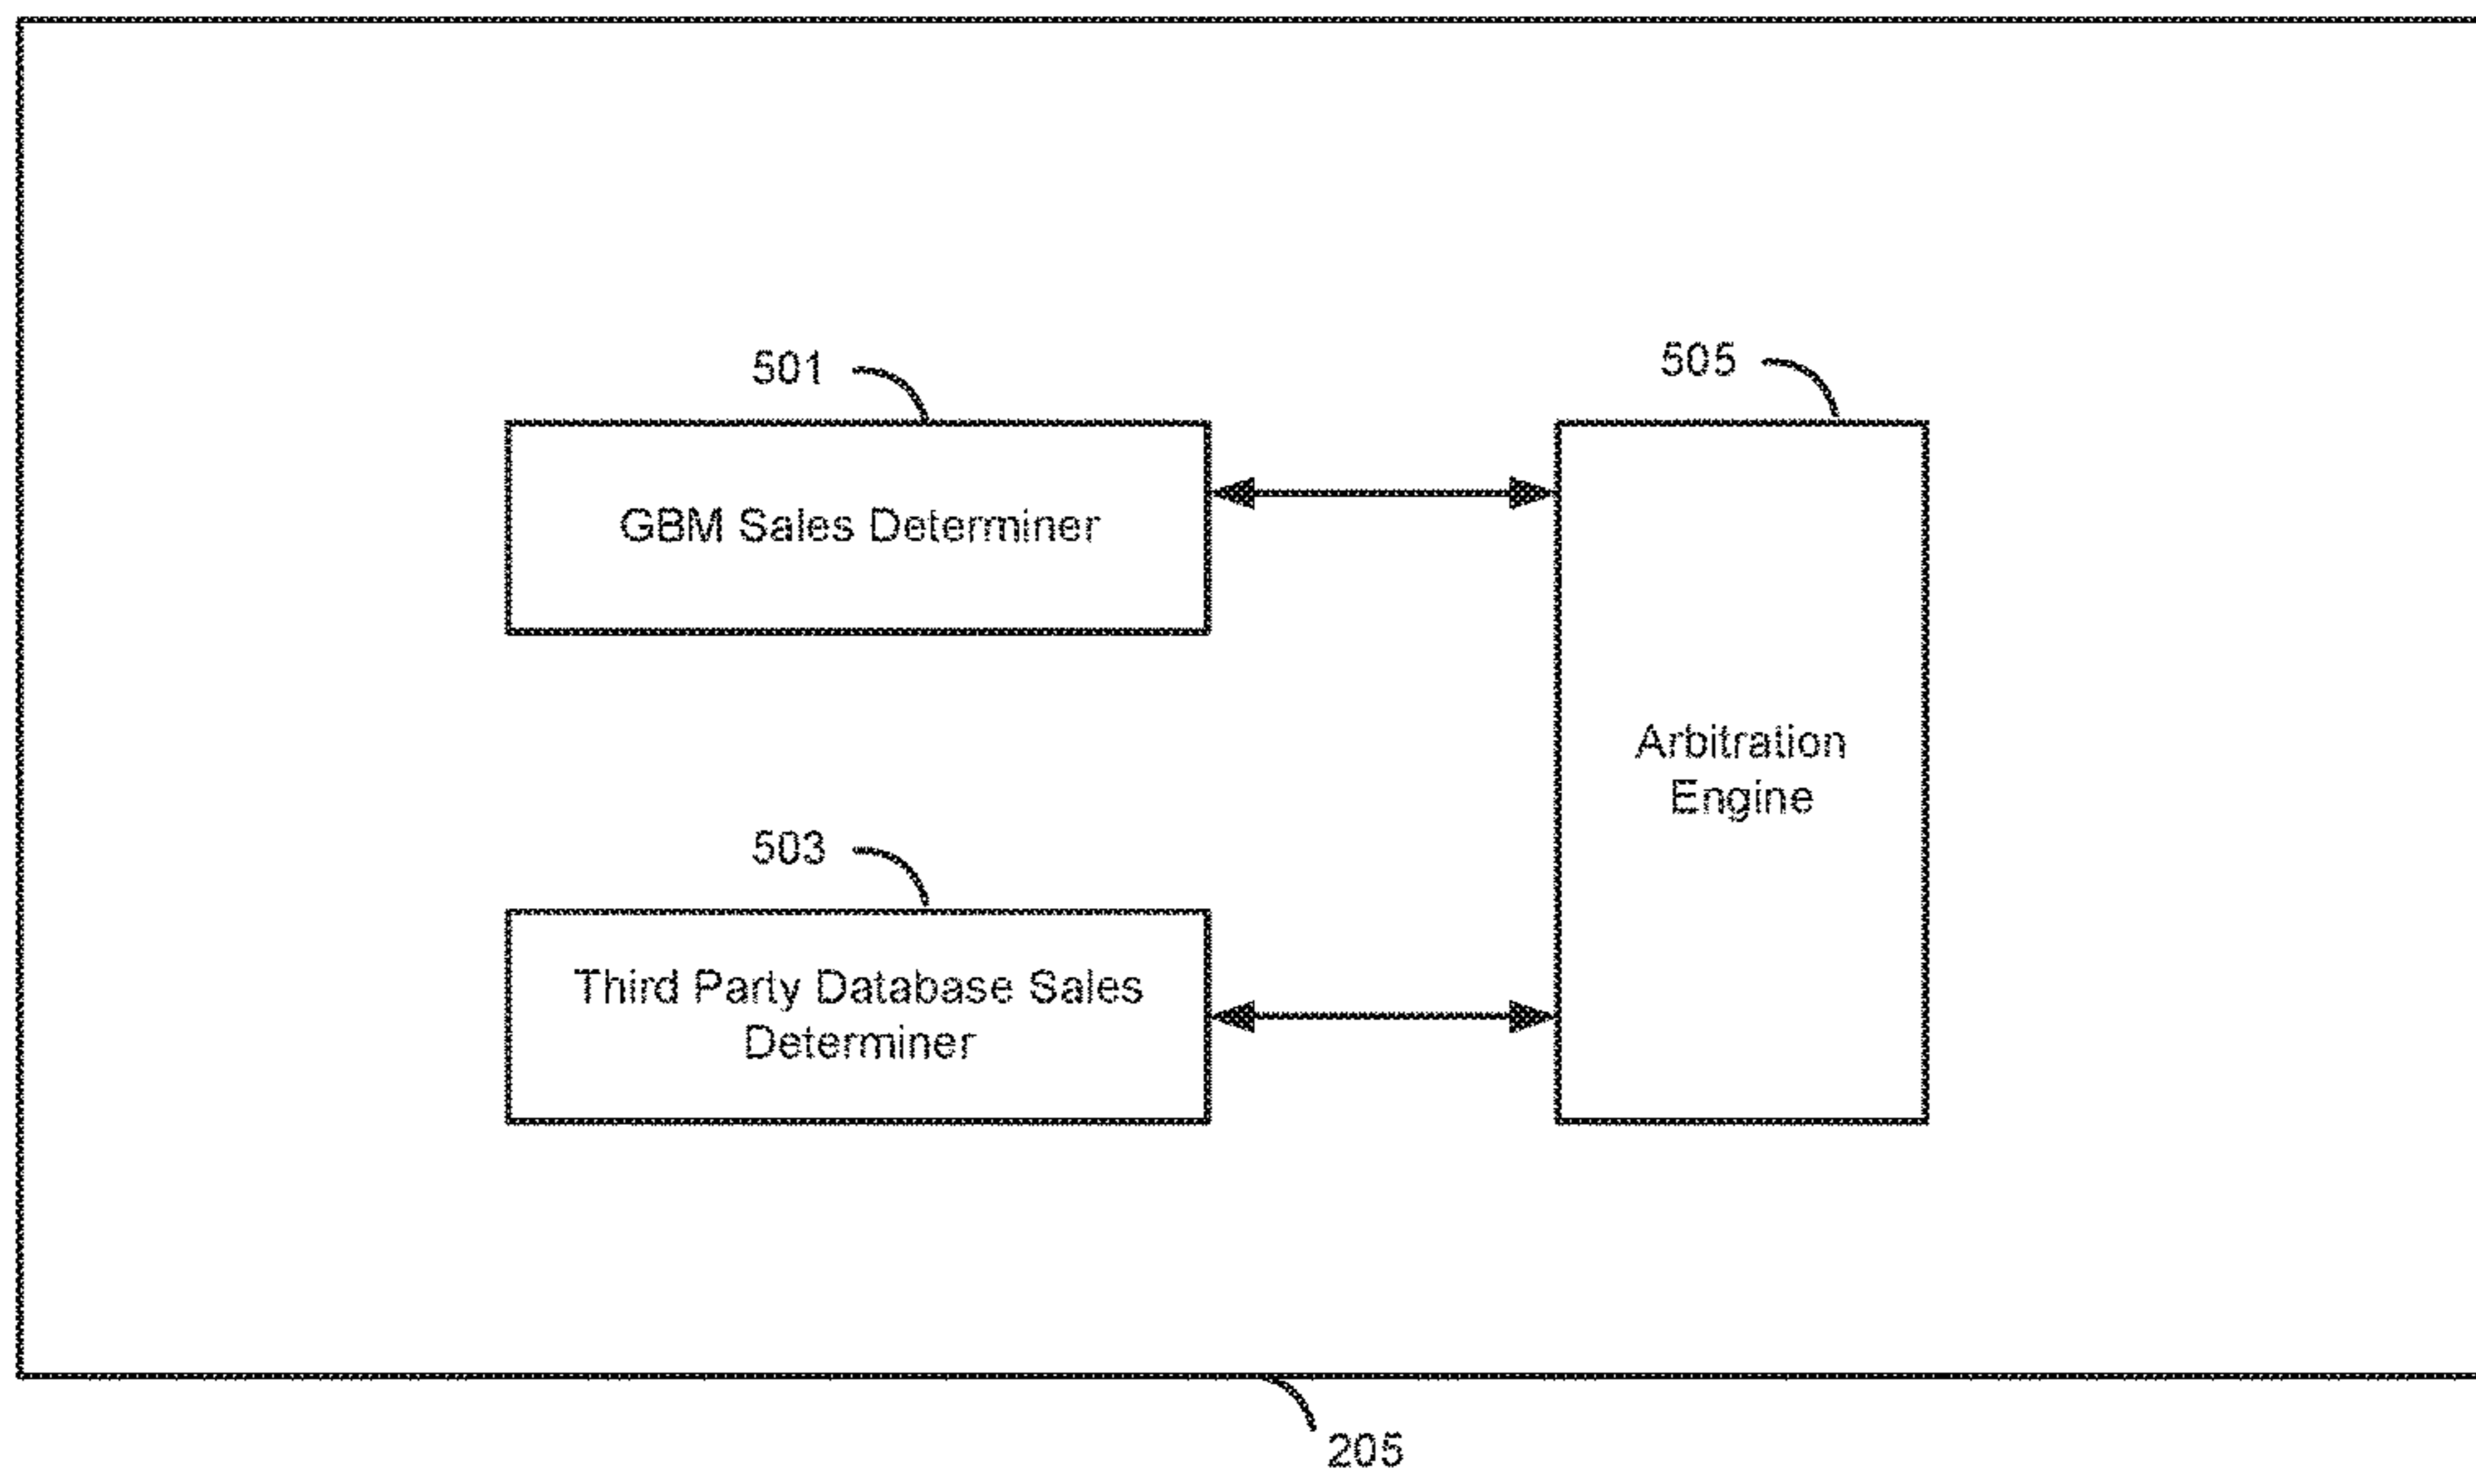 501
505
GBM Sales Determiner
Arbitration
Engine
503
Third Party Database Sales
Determiner
205